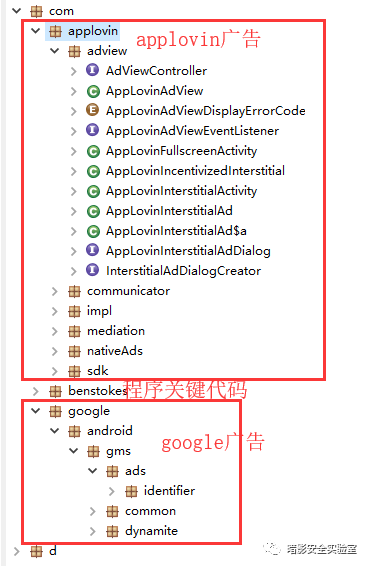 com
applovin
applovin广告
adview
I AdViewController
C AppLovinAdView
E AppLovinAdViewDisplayErrorCode
I AppLovinAdViewEventListener
C AppLovinFullscreenActivity
C AppLovinIncentivizedInterstitial
C AppLovinInterstitialActivity
C AppLovinInterstitialAd
C AppLovinInterstitialAd$a
I AppLovinInterstitialAdDialog
I InterstitialAdDialogCreator
communicator
impl
mediation
nativeAds
sdk
benstokes
程序关键代码
google
android
google广告
gms
ads
identifier
common
dynamite
d
暗影安全实验室